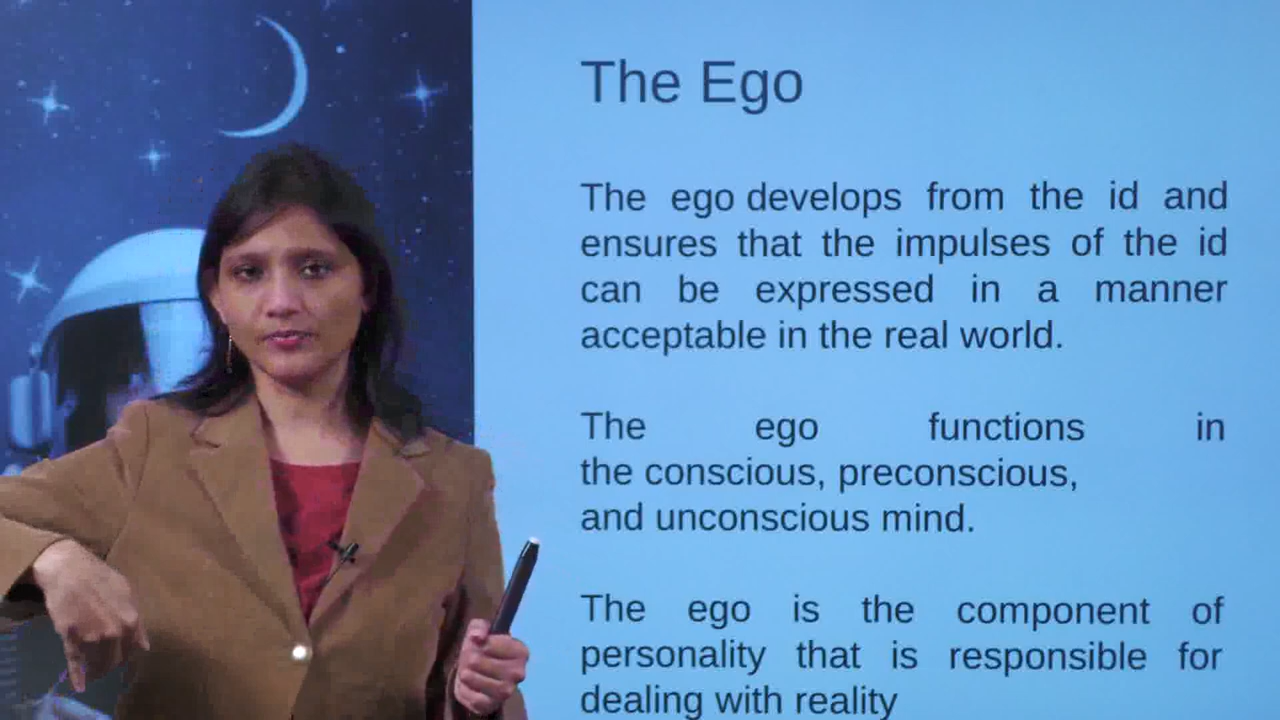 The Ego
The ego develops from the id and
ensures that the impulses of the id
can be expressed in a manner
acceptable in the real world.
The ego functions in
the conscious, preconscious,
and unconscious mind.
The ego is the component of
personality that is responsible for
dealing with reality